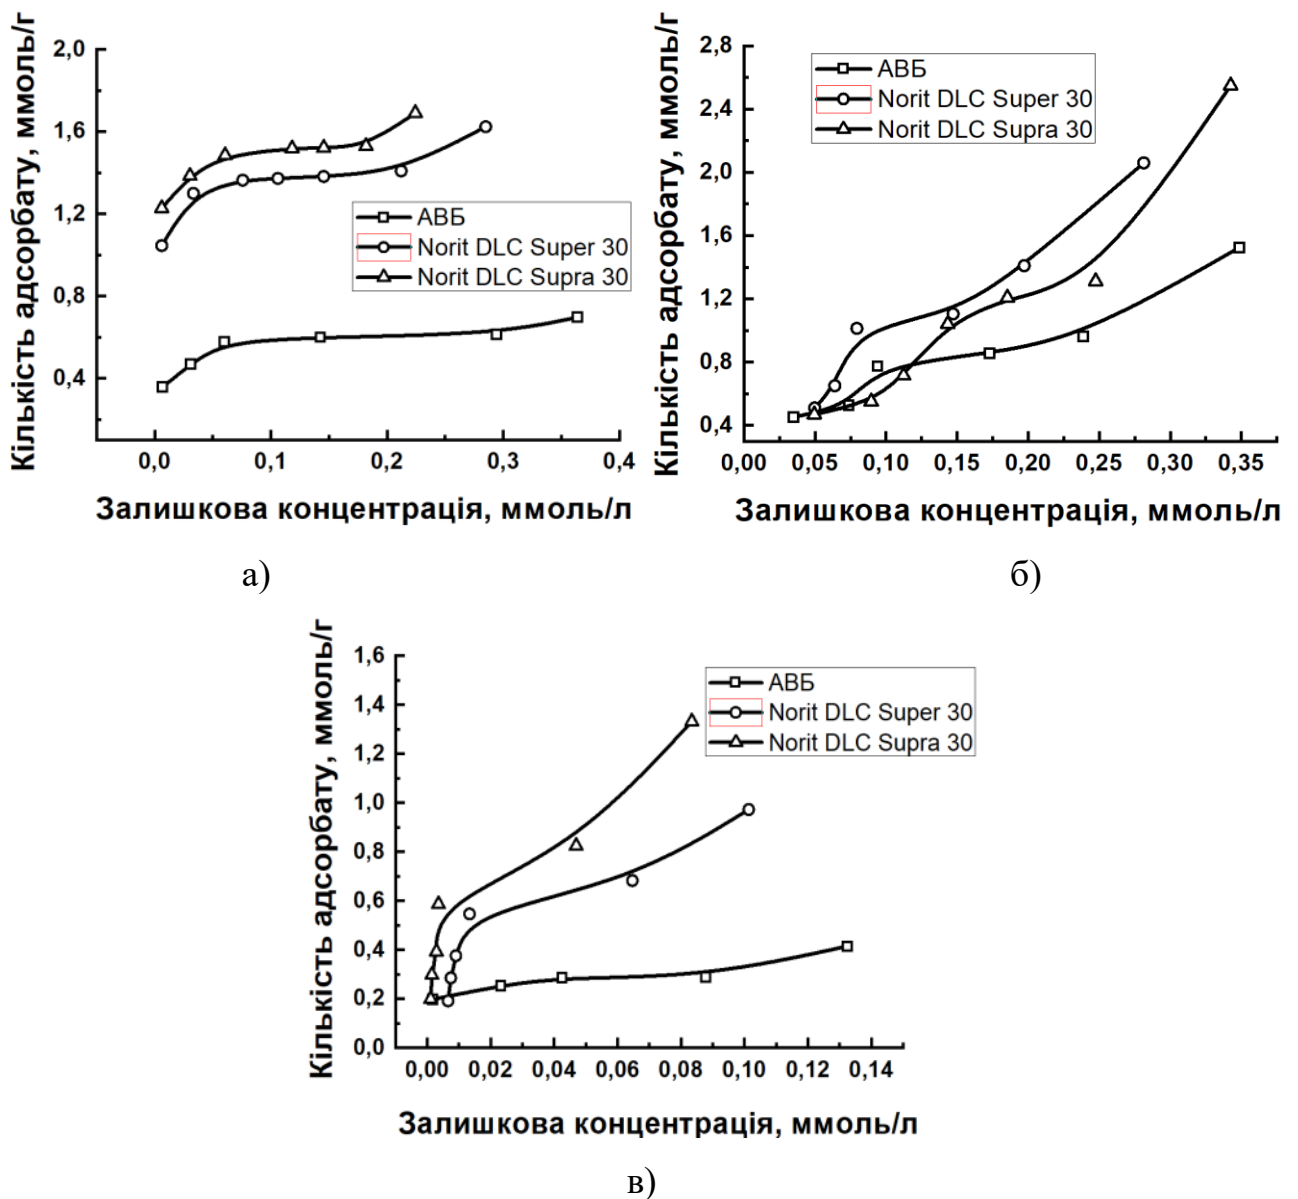 Кількість адсорбату, ммоль/г
2,0
1,6
1,2
0,8
0,4
АВБ
Norit DLC Super 30
Norit DLC Supra 30
0,0 0,1 0,2 0,3 0,4
Залишкова концентрація, ммоль/л
а)
Кількість адсорбату, ммоль/г
2,8
2,4
2,0
1,6
1,2
0,8
0,4
АВБ
Norit DLC Super 30
Norit DLC Supra 30
0,00 0,05 0,10 0,15 0,20 0,25 0,30 0,35
Залишкова концентрація, ммоль/л
б)
Кількість адсорбату, ммоль/г
1,6
1,4
1,2
1,0
0,8
0,6
0,4
0,2
0,0
АВБ
Norit DLC Super 30
Norit DLC Supra 30
0,00 0,02 0,04 0,06 0,08 0,10 0,12 0,14
Залишкова концентрація, ммоль/л
в)